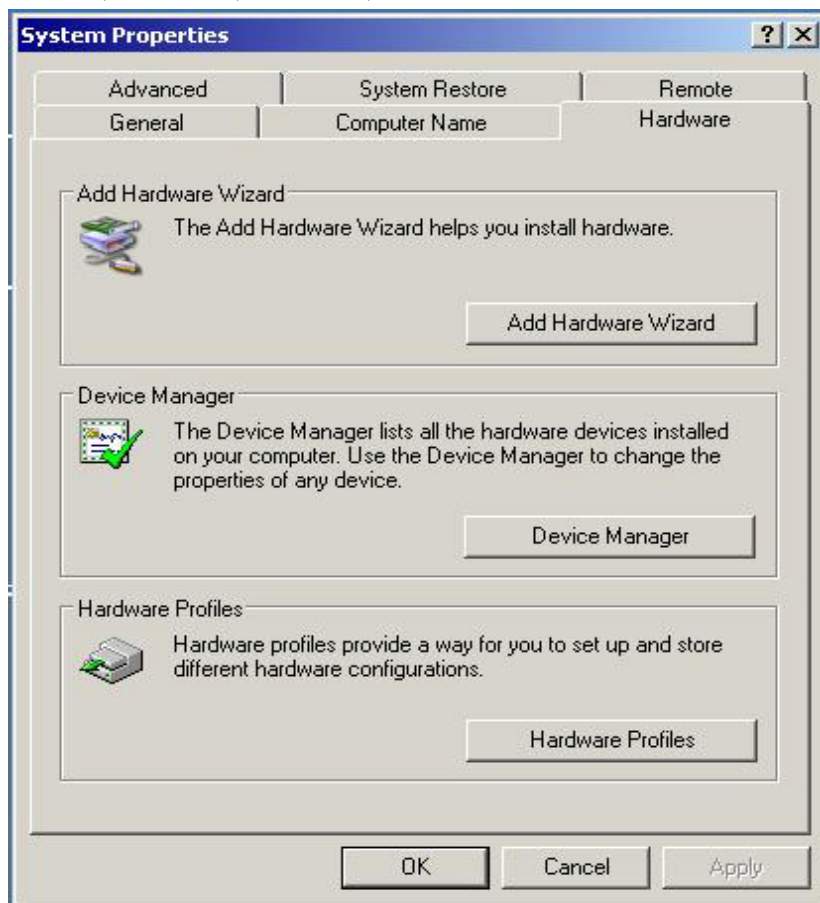 System Properties
Advanced System Restore Remote
General Computer Name Hardware
Add Hardware Wizard
The Add Hardware Wizard helps you install hardware.
Add Hardware Wizard
Device Manager
The Device Manager lists all the hardware devices installed
on your computer. Use the Device Manager to change the
properties of any device.
Device Manager
Hardware Profiles
Hardware profiles provide a way for you to set up and store
different hardware configurations.
Hardware Profiles
OK Cancel Apply